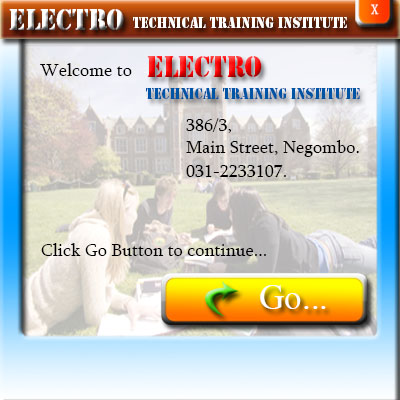 ELECTRO TECHNICAL TRAINING INSTITUTE
X
Welcome to ELECTRO
TECHNICAL TRAINING INSTITUTE
386/3,
Main Street, Negombo.
031-2233107.
Click Go Button to continue...
Go...